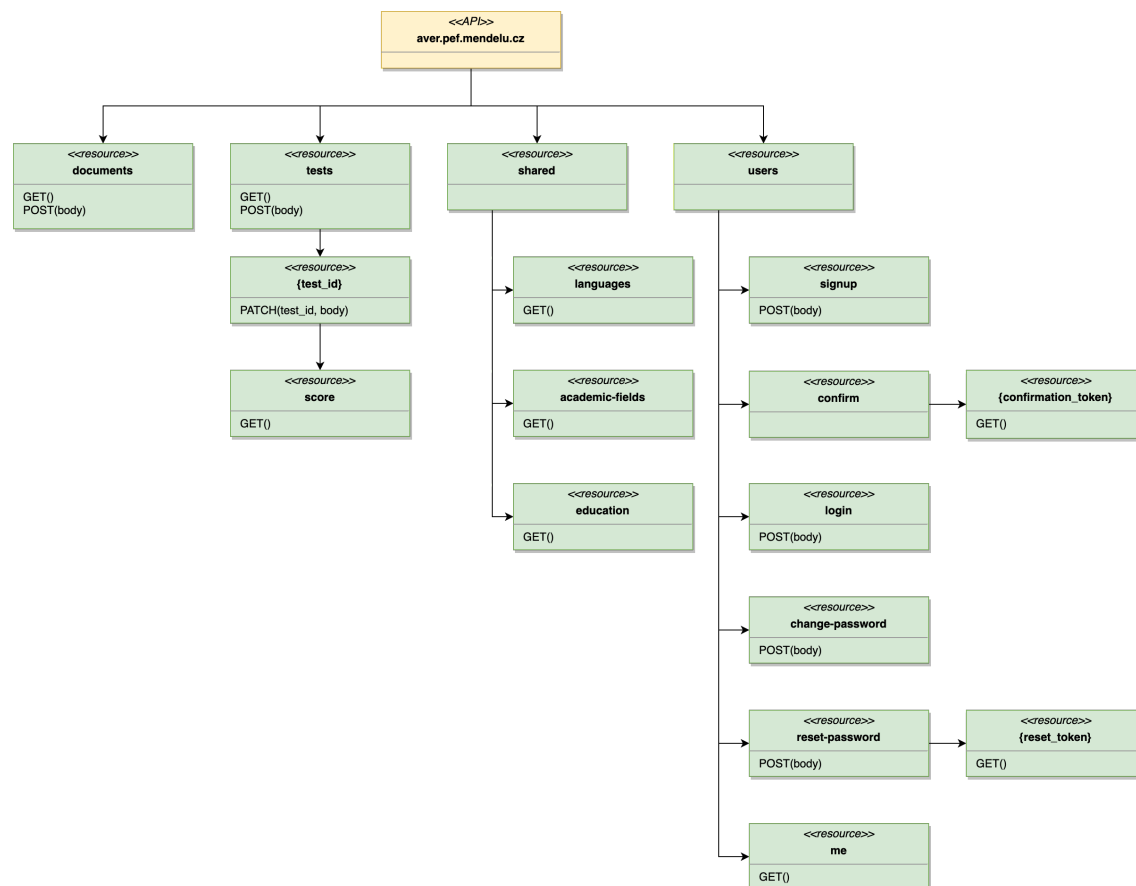 <<API>>
aver.pef.mendelu.cz
<<resource>>
documents
GET()
POST(body)
<<resource>>
tests
GET()
POST(body)
<<resource>>
{test_id}
PATCH(test_id, body)
<<resource>>
score
GET()
<<resource>>
shared
<<resource>>
languages
GET()
<<resource>>
academic-fields
GET()
<<resource>>
education
GET()
<<resource>>
users
<<resource>>
signup
POST(body)
<<resource>>
confirm
<<resource>>
{confirmation_token}
GET()
<<resource>>
login
POST(body)
<<resource>>
change-password
POST(body)
<<resource>>
reset-password
POST(body)
<<resource>>
{reset_token}
GET()
<<resource>>
me
GET()